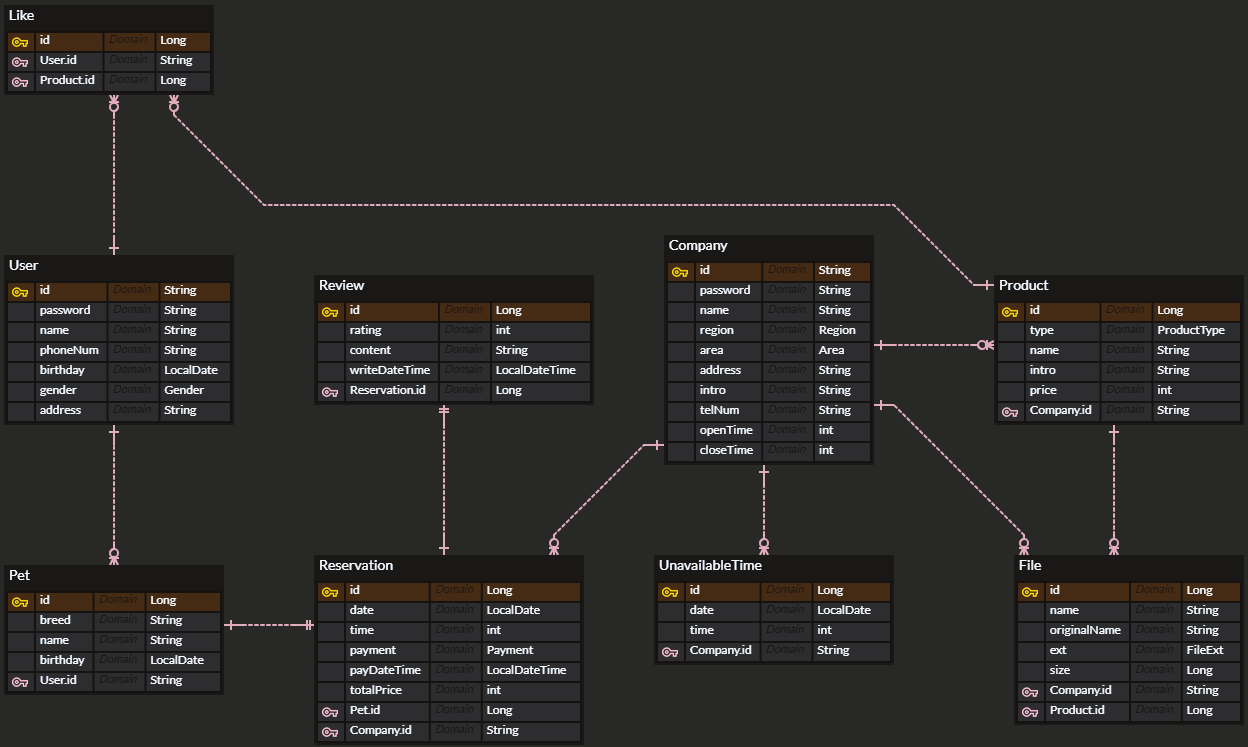 Like
id Domain Long
User.id Domain String
Product.id Domain Long
User
id Domain String
password Domain String
name Domain String
phoneNum Domain String
birthday Domain LocalDate
gender Domain Gender
address Domain String
Review
id Domain Long
rating Domain int
content Domain String
writeDateTime Domain LocalDateTime
Reservation.id Domain Long
Company
id Domain String
password Domain String
name Domain String
region Domain Region
area Domain Area
address Domain String
intro Domain String
telNum Domain String
openTime Domain int
closeTime Domain int
Product
id Domain Long
type Domain ProductType
name Domain String
intro Domain String
price Domain int
Company.id Domain String
Pet
id Domain Long
breed Domain String
name Domain String
birthday Domain LocalDate
User.id Domain String
Reservation
id Domain Long
date Domain LocalDate
time Domain int
payment Domain Payment
payDateTime Domain LocalDateTime
totalPrice Domain int
Pet.id Domain Long
Company.id Domain String
UnavailableTime
id Domain Long
date Domain LocalDate
time Domain int
Company.id Domain String
File
id Domain Long
name Domain String
originalName Domain String
ext Domain FileExt
size Domain Long
Company.id Domain String
Product.id Domain Long